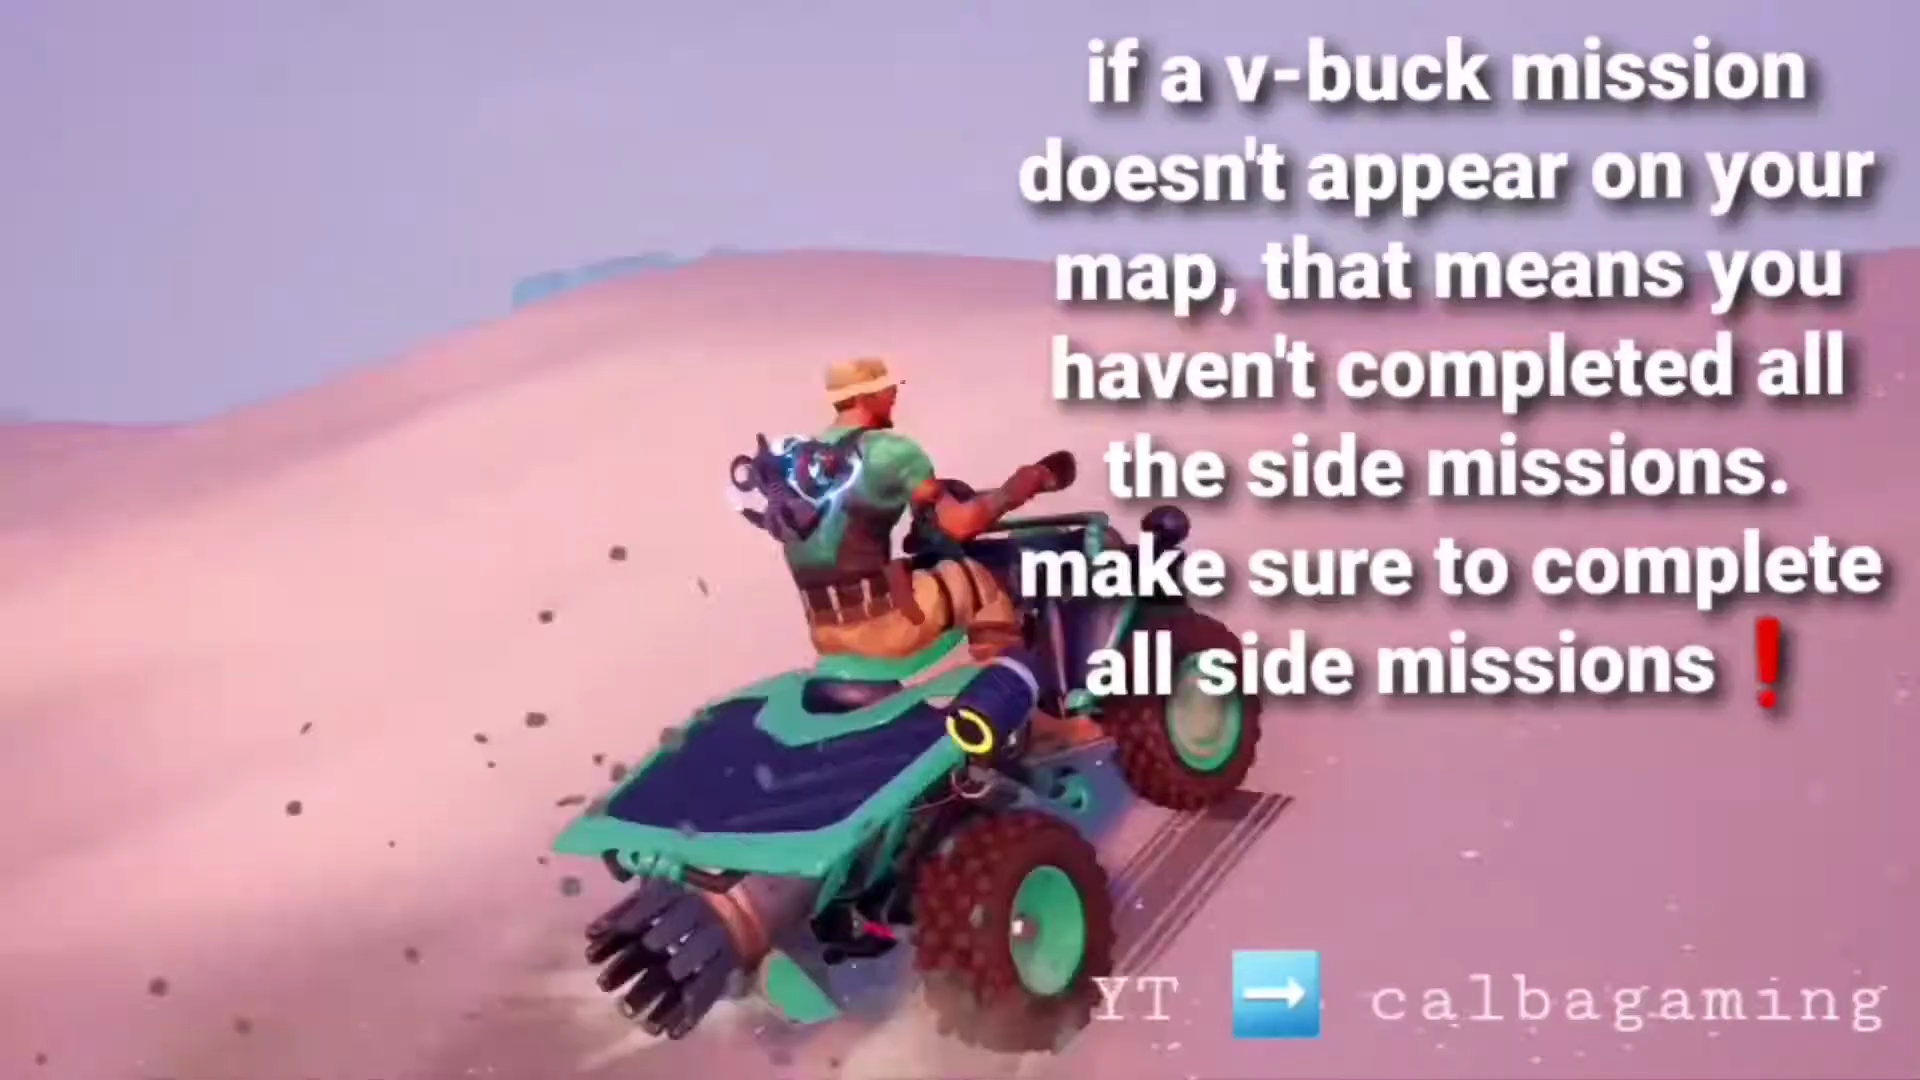 if a v-buck mission
doesn't appear on your
map, that means you
haven't completed all
the side missions.
make sure to complete
all side missions❗
YT ➡ calbagaming